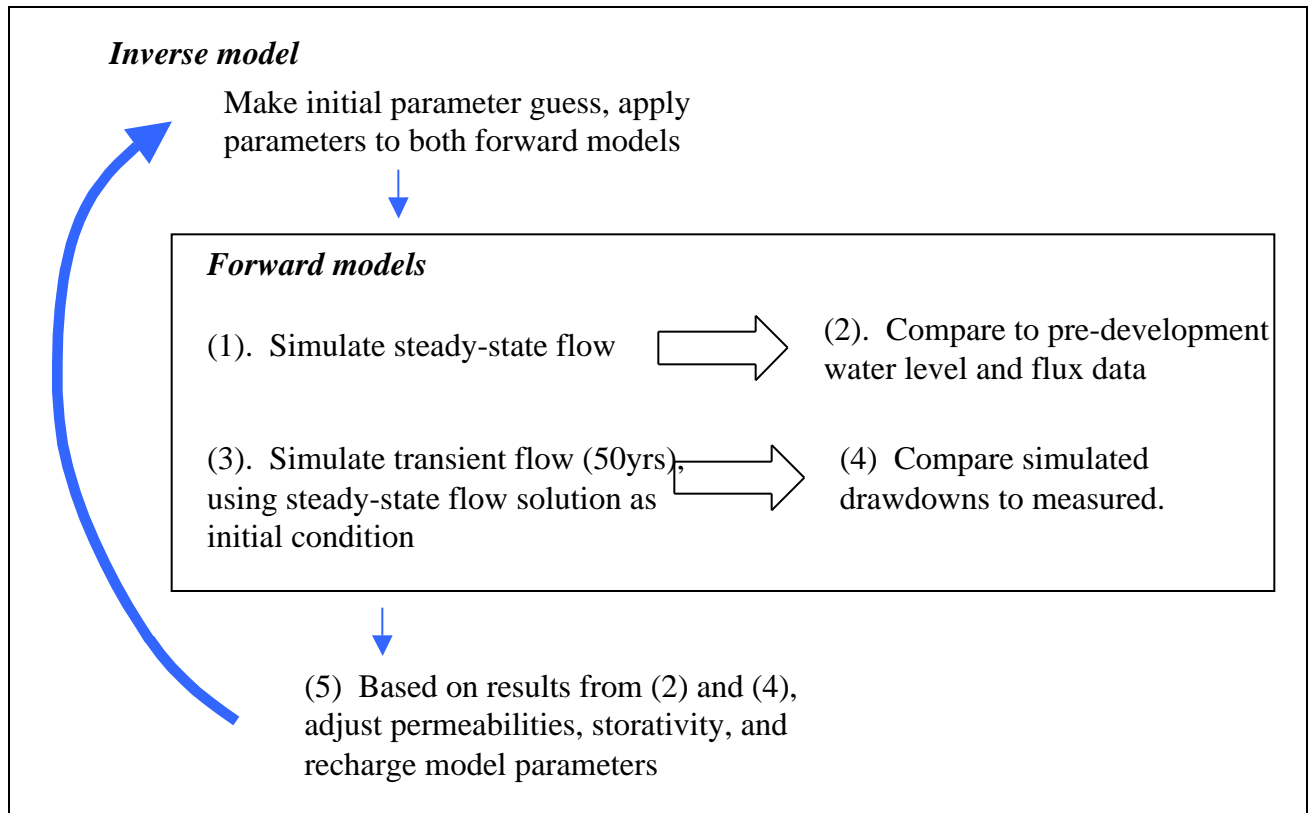 Inverse model
Make initial parameter guess, apply
parameters to both forward models
Forward models
(1). Simulate steady-state flow
(2). Compare to pre-development
water level and flux data
(3). Simulate transient flow (50yrs),
using steady-state flow solution as
initial condition
(4) Compare simulated
drawdowns to measured.
(5) Based on results from (2) and (4),
adjust permeabilities, storativity, and
recharge model parameters